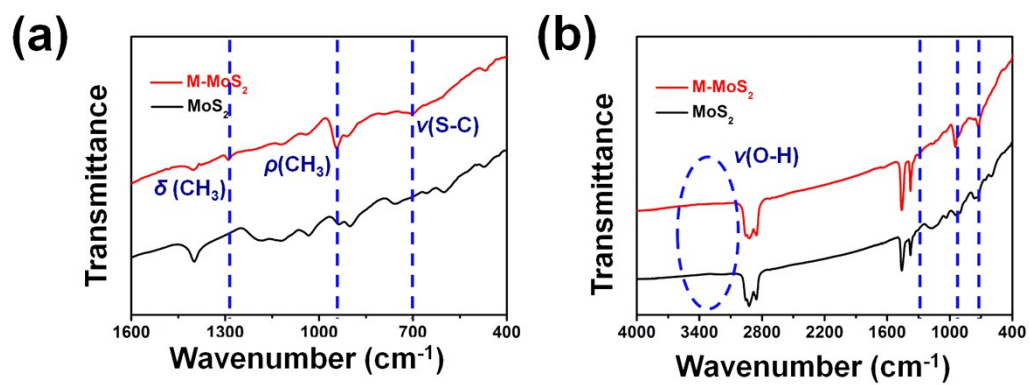 (a)
Transmittance
M-MoS₂
MoS₂
δ (CH₃)
ρ(CH₃)
ν(S-C)
1600 1300 1000 700 400
Wavenumber (cm⁻¹)
(b)
Transmittance
M-MoS₂
MoS₂
ν(O-H)
4000 3400 2800 2200 1600 1000 400
Wavenumber (cm⁻¹)